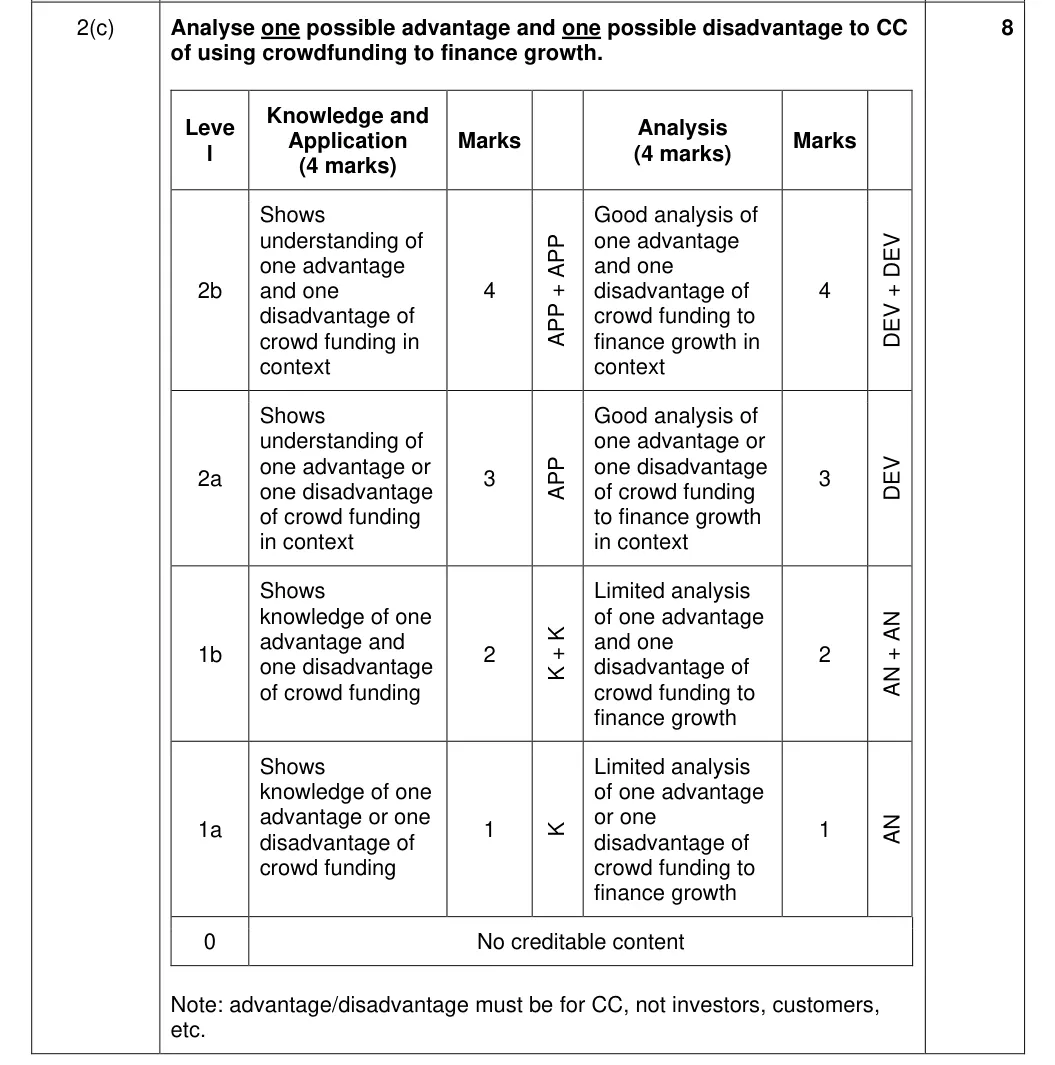 2(c)
Analyse one possible advantage and one possible disadvantage to CC
of using crowdfunding to finance growth.
8
Leve
l
Knowledge and
Application
(4 marks)
Marks
Analysis
(4 marks)
Marks
2b
Shows
understanding of
one advantage
and one
disadvantage of
crowd funding in
context
4
APP + APP
Good analysis of
one advantage
and one
disadvantage of
crowd funding to
finance growth in
context
4
DEV + DEV
2a
Shows
understanding of
one advantage or
one disadvantage
of crowd funding
in context
3
APP
Good analysis of
one advantage or
one disadvantage
of crowd funding
to finance growth
in context
3
DEV
1b
Shows
knowledge of one
advantage and
one disadvantage
of crowd funding
2
K + K
Limited analysis
of one advantage
and one
disadvantage of
crowd funding to
finance growth
2
AN + AN
1a
Shows
knowledge of one
advantage or one
disadvantage of
crowd funding
1
K
Limited analysis
of one advantage
or one
disadvantage of
crowd funding to
finance growth
1
AN
0
No creditable content
Note: advantage/disadvantage must be for CC, not investors, customers,
etc.